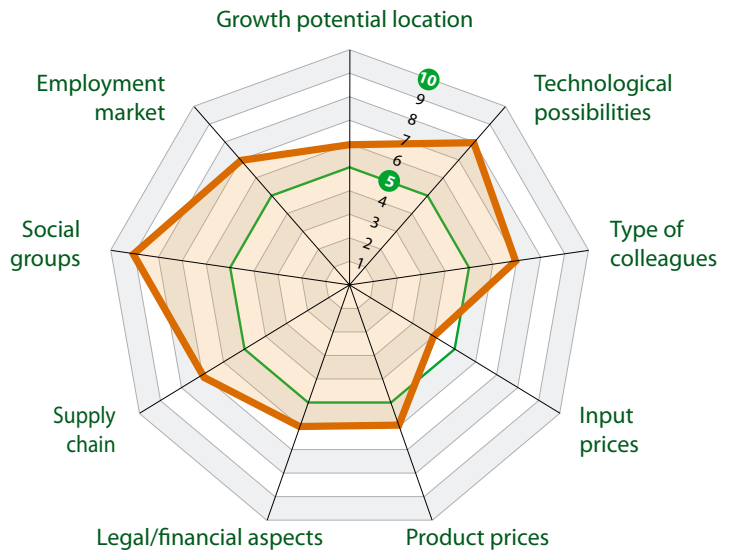 Growth potential location
Employment
market
Technological
possibilities
10
9
8
7
6
5
4
3
2
1
Social
groups
Type of
colleagues
Supply
chain
Input
prices
Legal/financial aspects
Product prices